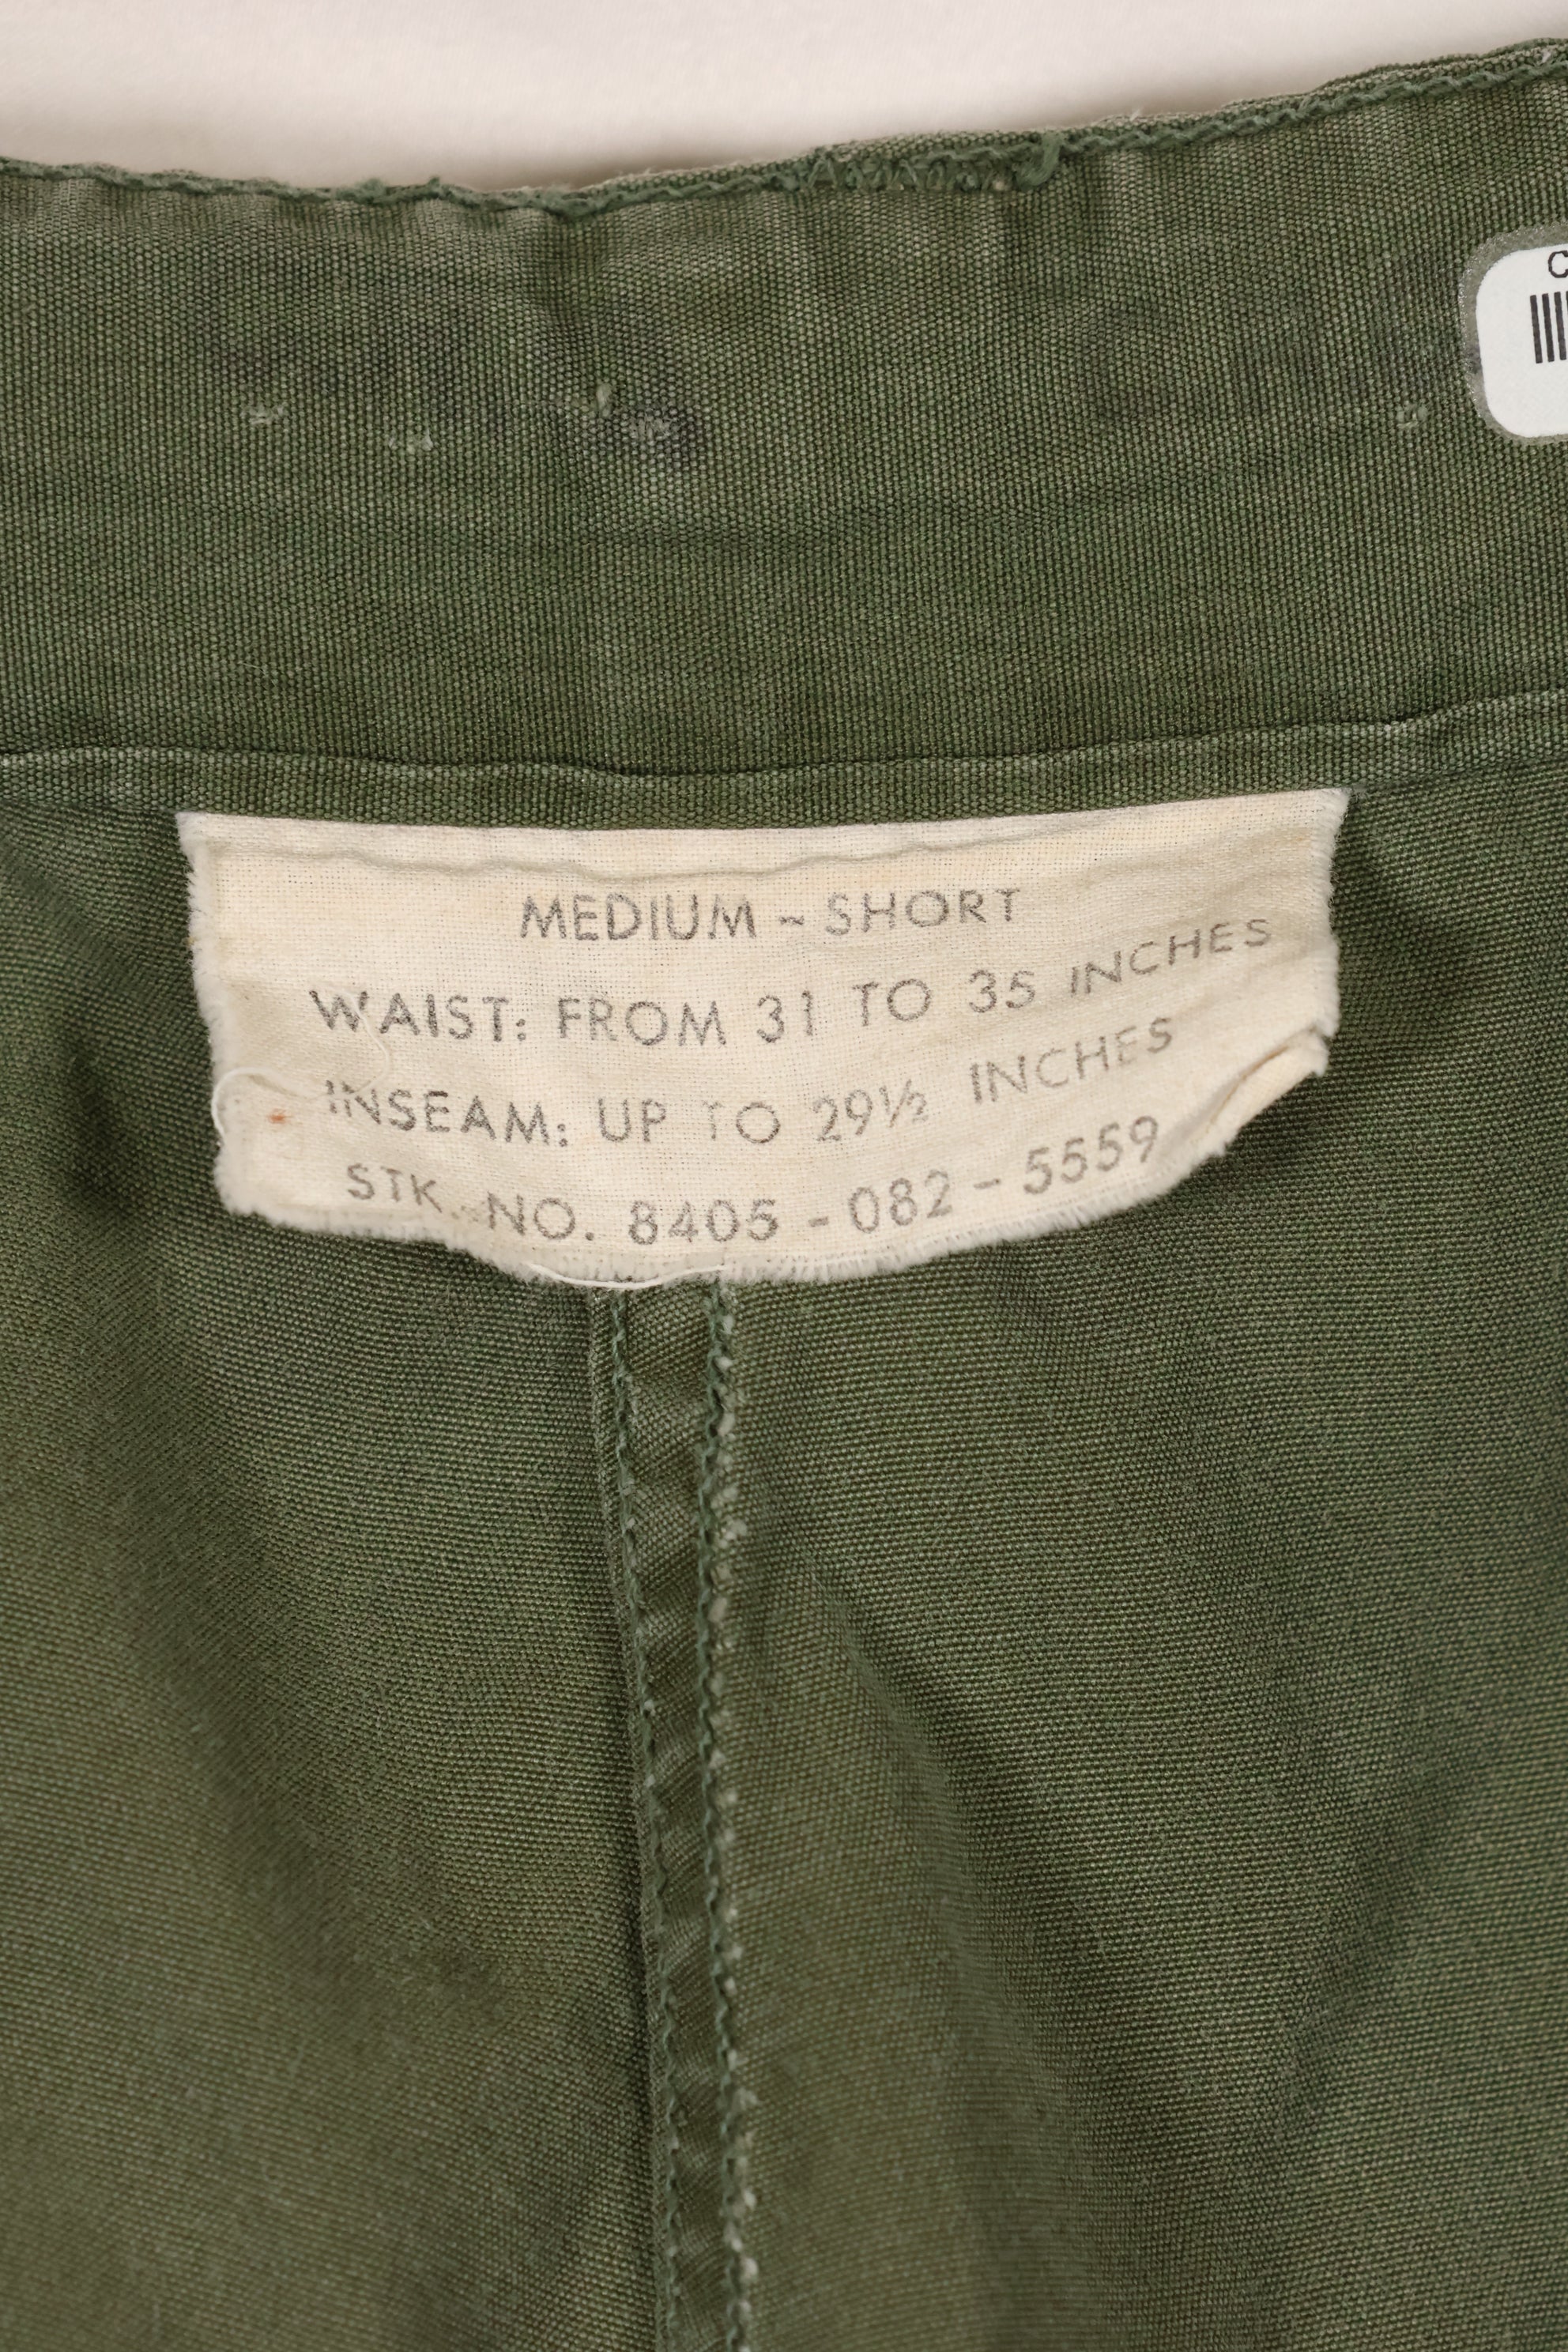 MEDIUM ~ SHORT
WAIST: FROM 31 TO 35 INCHES
INSEAM: UP TO 29½ INCHES
STK. NO. 8405 - 082 - 5559